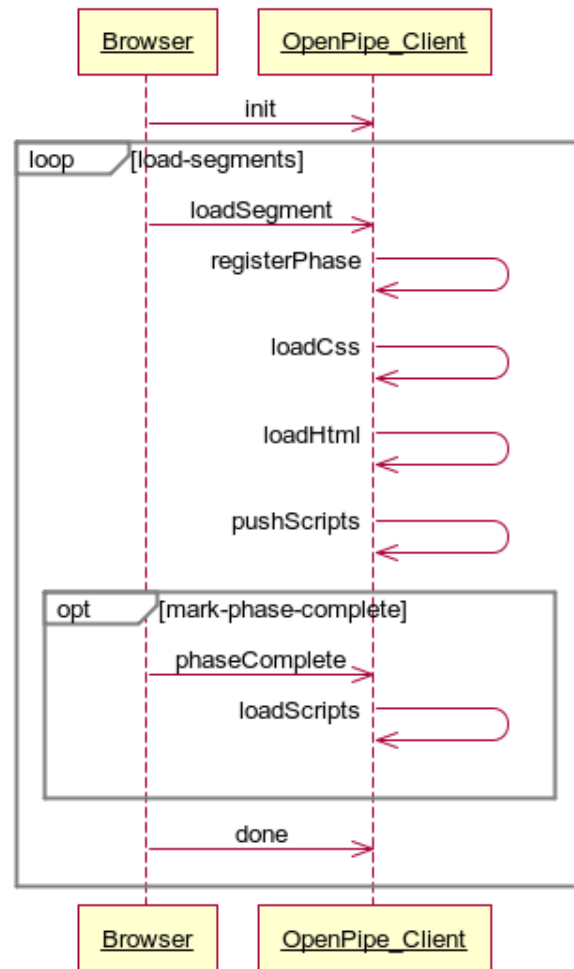 Browser OpenPipe_Client
init
loop [load-segments]
loadSegment
registerPhase
loadCss
loadHtml
pushScripts
opt [mark-phase-complete]
phaseComplete
loadScripts
done
Browser OpenPipe_Client